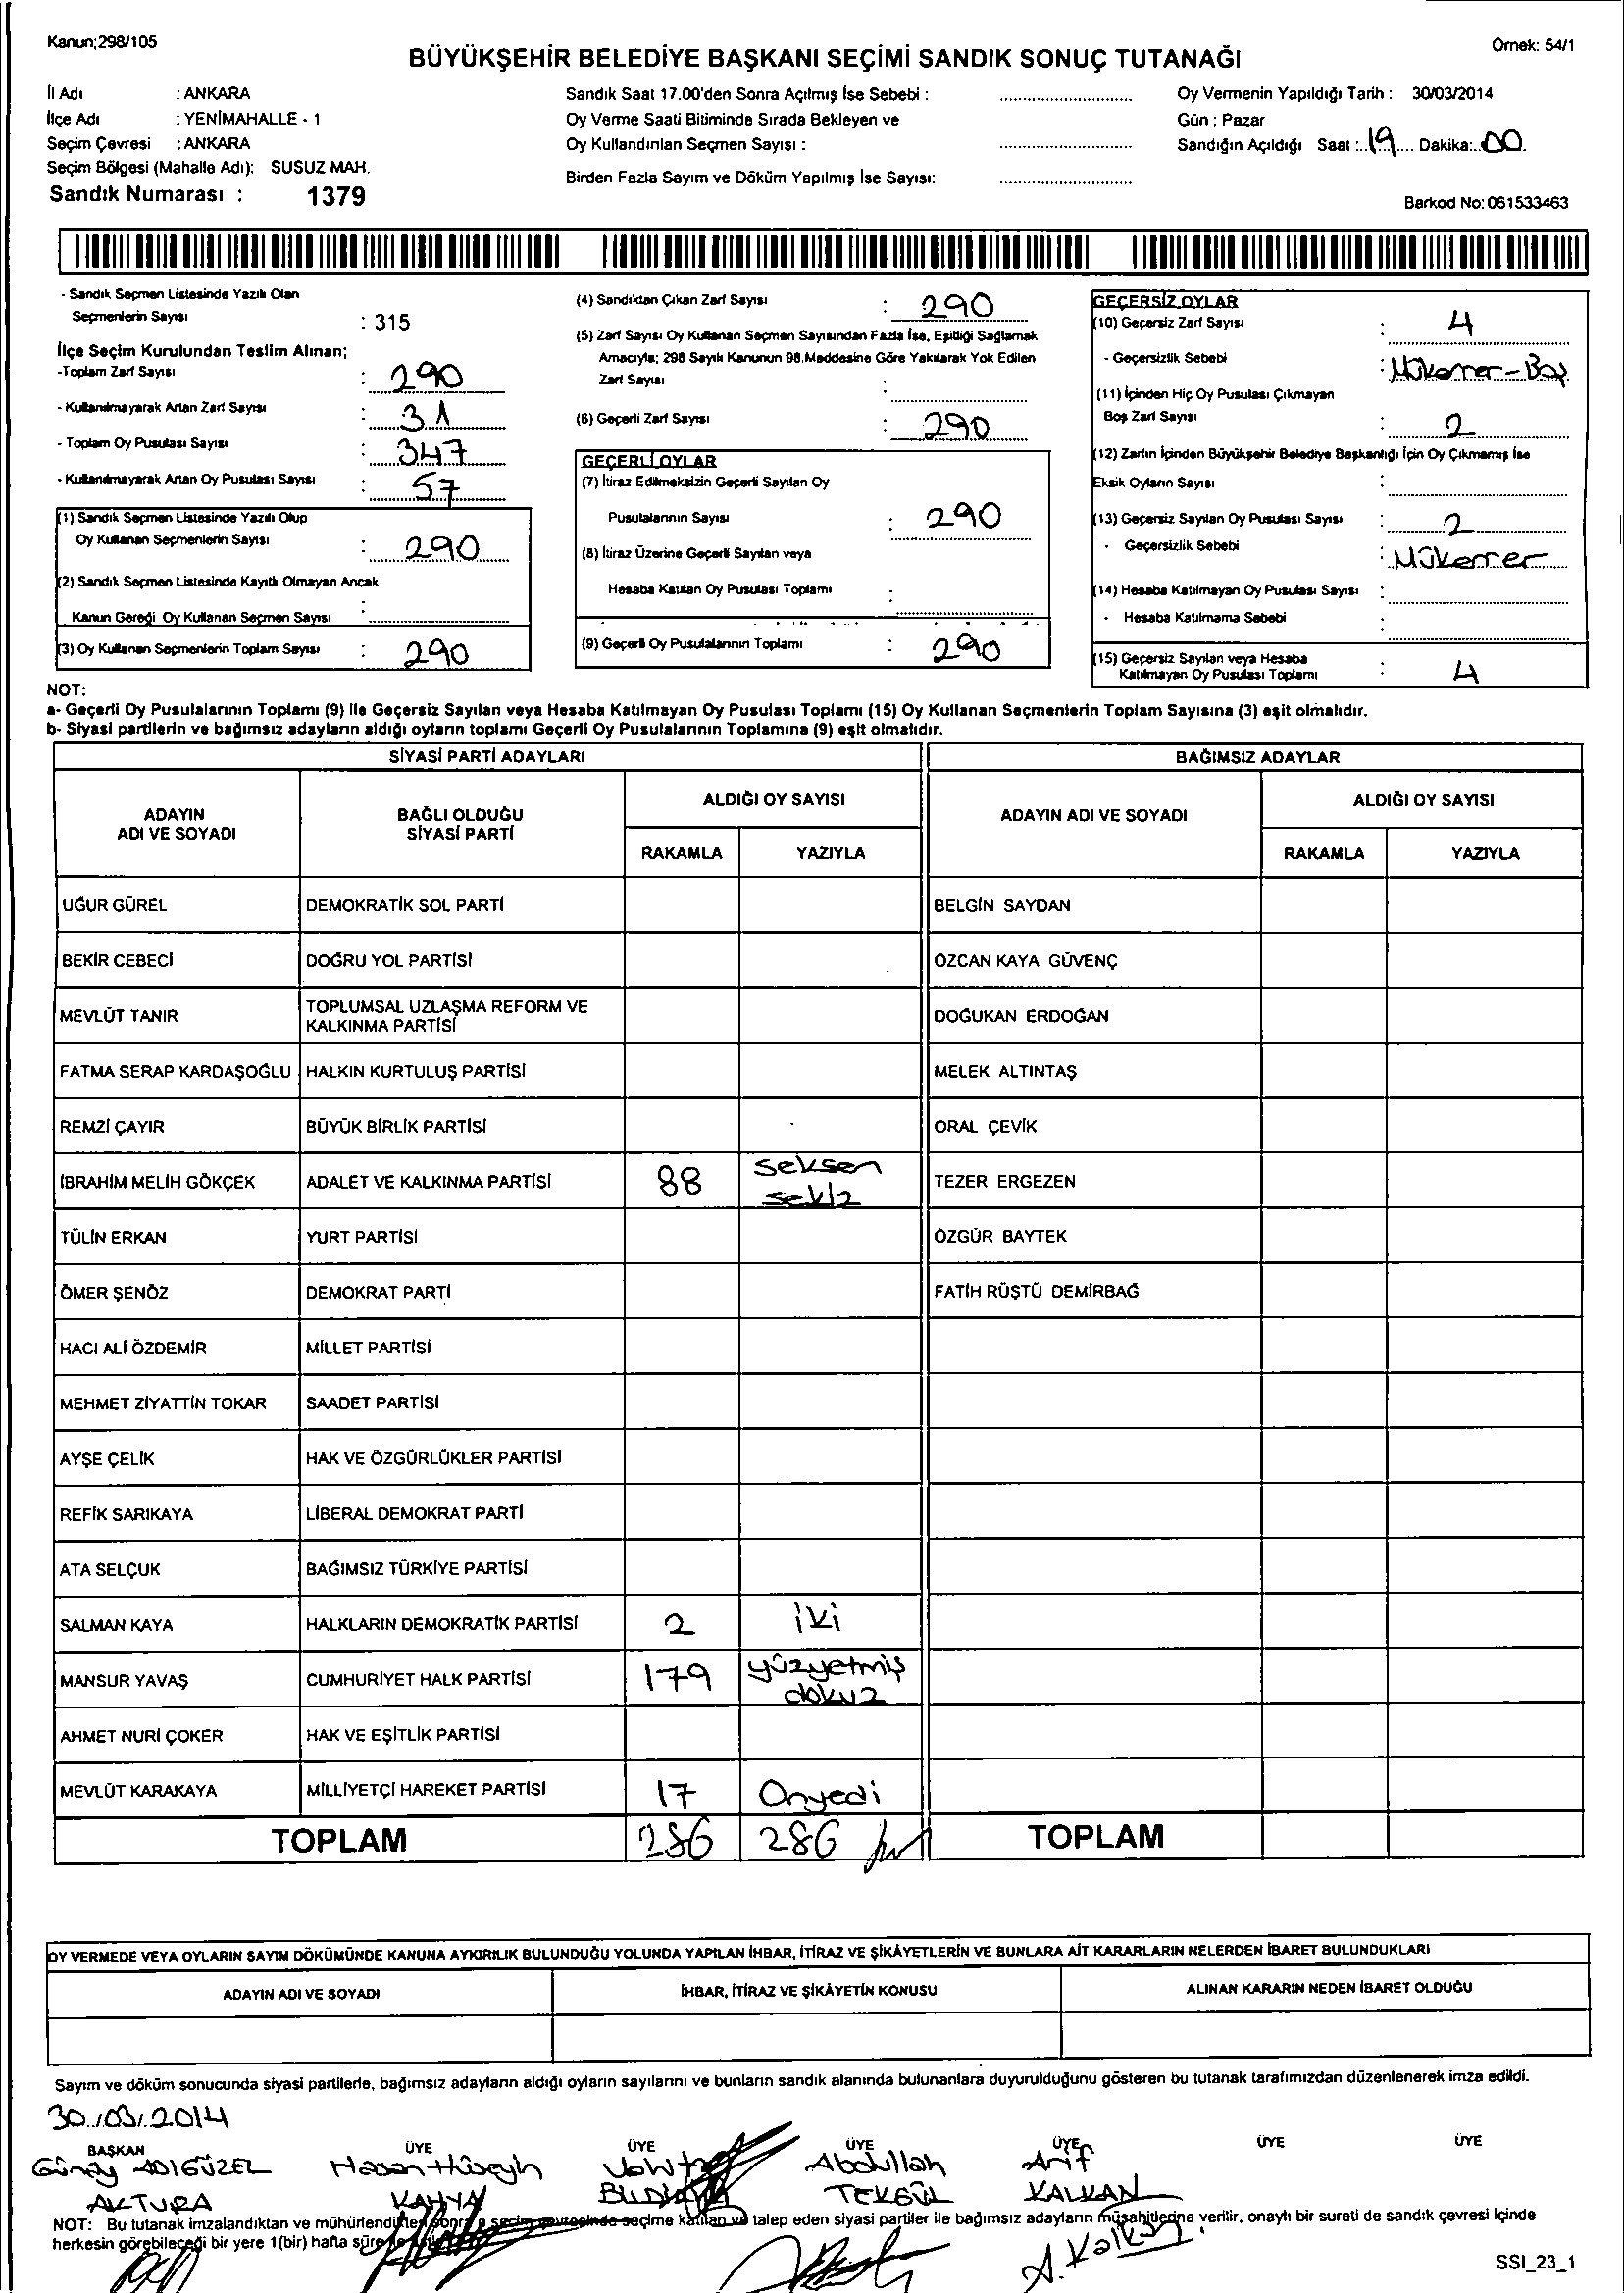 Kanun;298/105
Örnek: 54/1
BÜYÜKŞEHİR BELEDİYE BAŞKANI SEÇİMİ SANDIK SONUÇ TUTANAĞI
İl Adı : ANKARA
İlçe Adı : YENİMAHALLE - 1
Seçim Çevresi : ANKARA
Seçim Bölgesi (Mahalle Adı): SUSUZ MAH.
Sandık Numarası : 1379
Sandık Saat 17.00'den Sonra Açılmış İse Sebebi :
Oy Verme Saati Bitiminde Sırada Bekleyen ve
Oy Kullandırılan Seçmen Sayısı :
Birden Fazla Sayım ve Döküm Yapılmış İse Sayısı:
Oy Vermenin Yapıldığı Tarih : 30/03/2014
Gün : Pazar
Sandığın Açıldığı Saat : 19 Dakika: 00
Barkod No: 061533463
- Sandık Seçmen Listesinde Yazılı Olan
Seçmenlerin Sayısı : 315
İlçe Seçim Kurulundan Teslim Alınan;
-Toplam Zarf Sayısı : 290
- Kullanılmayarak Artan Zarf Sayısı : 31
- Toplam Oy Pusulası Sayısı : 347
- Kullanılmayarak Artan Oy Pusulası Sayısı : 57
(1) Sandık Seçmen Listesinde Yazılı Olup
Oy Kullanan Seçmenlerin Sayısı : 290
(2) Sandık Seçmen Listesinde Kayıtlı Olmayan Ancak
Kanun Gereği Oy Kullanan Seçmen Sayısı :
(3) Oy Kullanan Seçmenlerin Toplam Sayısı : 290
(4) Sandıktan Çıkan Zarf Sayısı : 290
(5) Zarf Sayısı Oy Kullanan Seçmen Sayısından Fazla İse, Eşitliği Sağlamak
Amacıyla; 298 Sayılı Kanunun 98.Maddesine Göre Yakılarak Yok Edilen
Zarf Sayısı :
(6) Geçerli Zarf Sayısı : 290
GEÇERLİ OYLAR
(7) İtiraz Edilmeksizin Geçerli Sayılan Oy
Pusulalarının Sayısı : 290
(8) İtiraz Üzerine Geçerli Sayılan veya
Hesaba Katılan Oy Pusulası Toplamı :
(9) Geçerli Oy Pusulalarının Toplamı : 290
GEÇERSİZ OYLAR
(10) Geçersiz Zarf Sayısı : 4
- Geçersizlik Sebebi : Mükerrer-Boş
(11) İçinden Hiç Oy Pusulası Çıkmayan
Boş Zarf Sayısı : 2
(12) Zarfın İçinden Büyükşehir Belediye Başkanlığı İçin Oy Çıkmamış İse
Eksik Oyların Sayısı :
(13) Geçersiz Sayılan Oy Pusulası Sayısı : 2
- Geçersizlik Sebebi : Mükerrer
(14) Hesaba Katılmayan Oy Pusulası Sayısı :
- Hesaba Katılmama Sebebi :
(15) Geçersiz Sayılan veya Hesaba
Katılmayan Oy Pusulası Toplamı : 4
NOT:
a- Geçerli Oy Pusulalarının Toplamı (9) ile Geçersiz Sayılan veya Hesaba Katılmayan Oy Pusulası Toplamı (15) Oy Kullanan Seçmenlerin Toplam Sayısına (3) eşit olmalıdır.
b- Siyasi partilerin ve bağımsız adayların aldığı oyların toplamı Geçerli Oy Pusulalarının Toplamına (9) eşit olmalıdır.
SİYASİ PARTİ ADAYLARI BAĞIMSIZ ADAYLAR
ADAYIN ADI VE SOYADI BAĞLI OLDUĞU SİYASİ PARTİ ALDIĞI OY SAYISI ADAYIN ADI VE SOYADI ALDIĞI OY SAYISI
RAKAMLA YAZIYLA RAKAMLA YAZIYLA
UĞUR GÜREL DEMOKRATİK SOL PARTİ BELGİN SAYDAN
BEKİR CEBECİ DOĞRU YOL PARTİSİ ÖZCAN KAYA GÜVENÇ
MEVLÜT TANIR TOPLUMSAL UZLAŞMA REFORM VE KALKINMA PARTİSİ DOĞUKAN ERDOĞAN
FATMA SERAP KARDAŞOĞLU HALKIN KURTULUŞ PARTİSİ MELEK ALTINTAŞ
REMZİ ÇAYIR BÜYÜK BİRLİK PARTİSİ ORAL ÇEVİK
İBRAHİM MELİH GÖKÇEK ADALET VE KALKINMA PARTİSİ 88 seksen sekiz TEZER ERGEZEN
TÜLİN ERKAN YURT PARTİSİ ÖZGÜR BAYTEK
ÖMER ŞENÖZ DEMOKRAT PARTİ FATİH RÜŞTÜ DEMİRBAĞ
HACI ALİ ÖZDEMİR MİLLET PARTİSİ
MEHMET ZİYATTİN TOKAR SAADET PARTİSİ
AYŞE ÇELİK HAK VE ÖZGÜRLÜKLER PARTİSİ
REFİK SARIKAYA LİBERAL DEMOKRAT PARTİ
ATA SELÇUK BAĞIMSIZ TÜRKİYE PARTİSİ
SALMAN KAYA HALKLARIN DEMOKRATİK PARTİSİ 2 iki
MANSUR YAVAŞ CUMHURİYET HALK PARTİSİ 179 yüzyetmiş dokuz
AHMET NURİ ÇOKER HAK VE EŞİTLİK PARTİSİ
MEVLÜT KARAKAYA MİLLİYETÇİ HAREKET PARTİSİ 17 Onyedi
TOPLAM 286 286 TOPLAM
OY VERMEDE VEYA OYLARIN SAYIM DÖKÜMÜNDE KANUNA AYKIRILIK BULUNDUĞU YOLUNDA YAPILAN İHBAR, İTİRAZ VE ŞİKÂYETLERİN VE BUNLARA AİT KARARLARIN NELERDEN İBARET BULUNDUKLARI
ADAYIN ADI VE SOYADI İHBAR, İTİRAZ VE ŞİKÂYETİN KONUSU ALINAN KARARIN NEDEN İBARET OLDUĞU
Sayım ve döküm sonucunda siyasi partilerle, bağımsız adayların aldığı oyların sayılarını ve bunların sandık alanında bulunanlara duyurulduğunu gösteren bu tutanak tarafımızdan düzenlenerek imza edildi.
30/03/2014
BAŞKAN ÜYE ÜYE ÜYE ÜYE ÜYE ÜYE
Günay ADIGÜZEL Hasan Hüseyin Abdullah Arif
AKTURA KAHYA TEKGÜL KALKAN
NOT: Bu tutanak imzalandıktan ve mühürlendikten sonra seçim çevresinde seçime katılan ve talep eden siyasi partiler ile bağımsız adayların müşahitlerine verilir, onaylı bir sureti de sandık çevresi içinde
herkesin görebileceği bir yere 1(bir) hafta süre
A. Kalkan
SSI_23_1